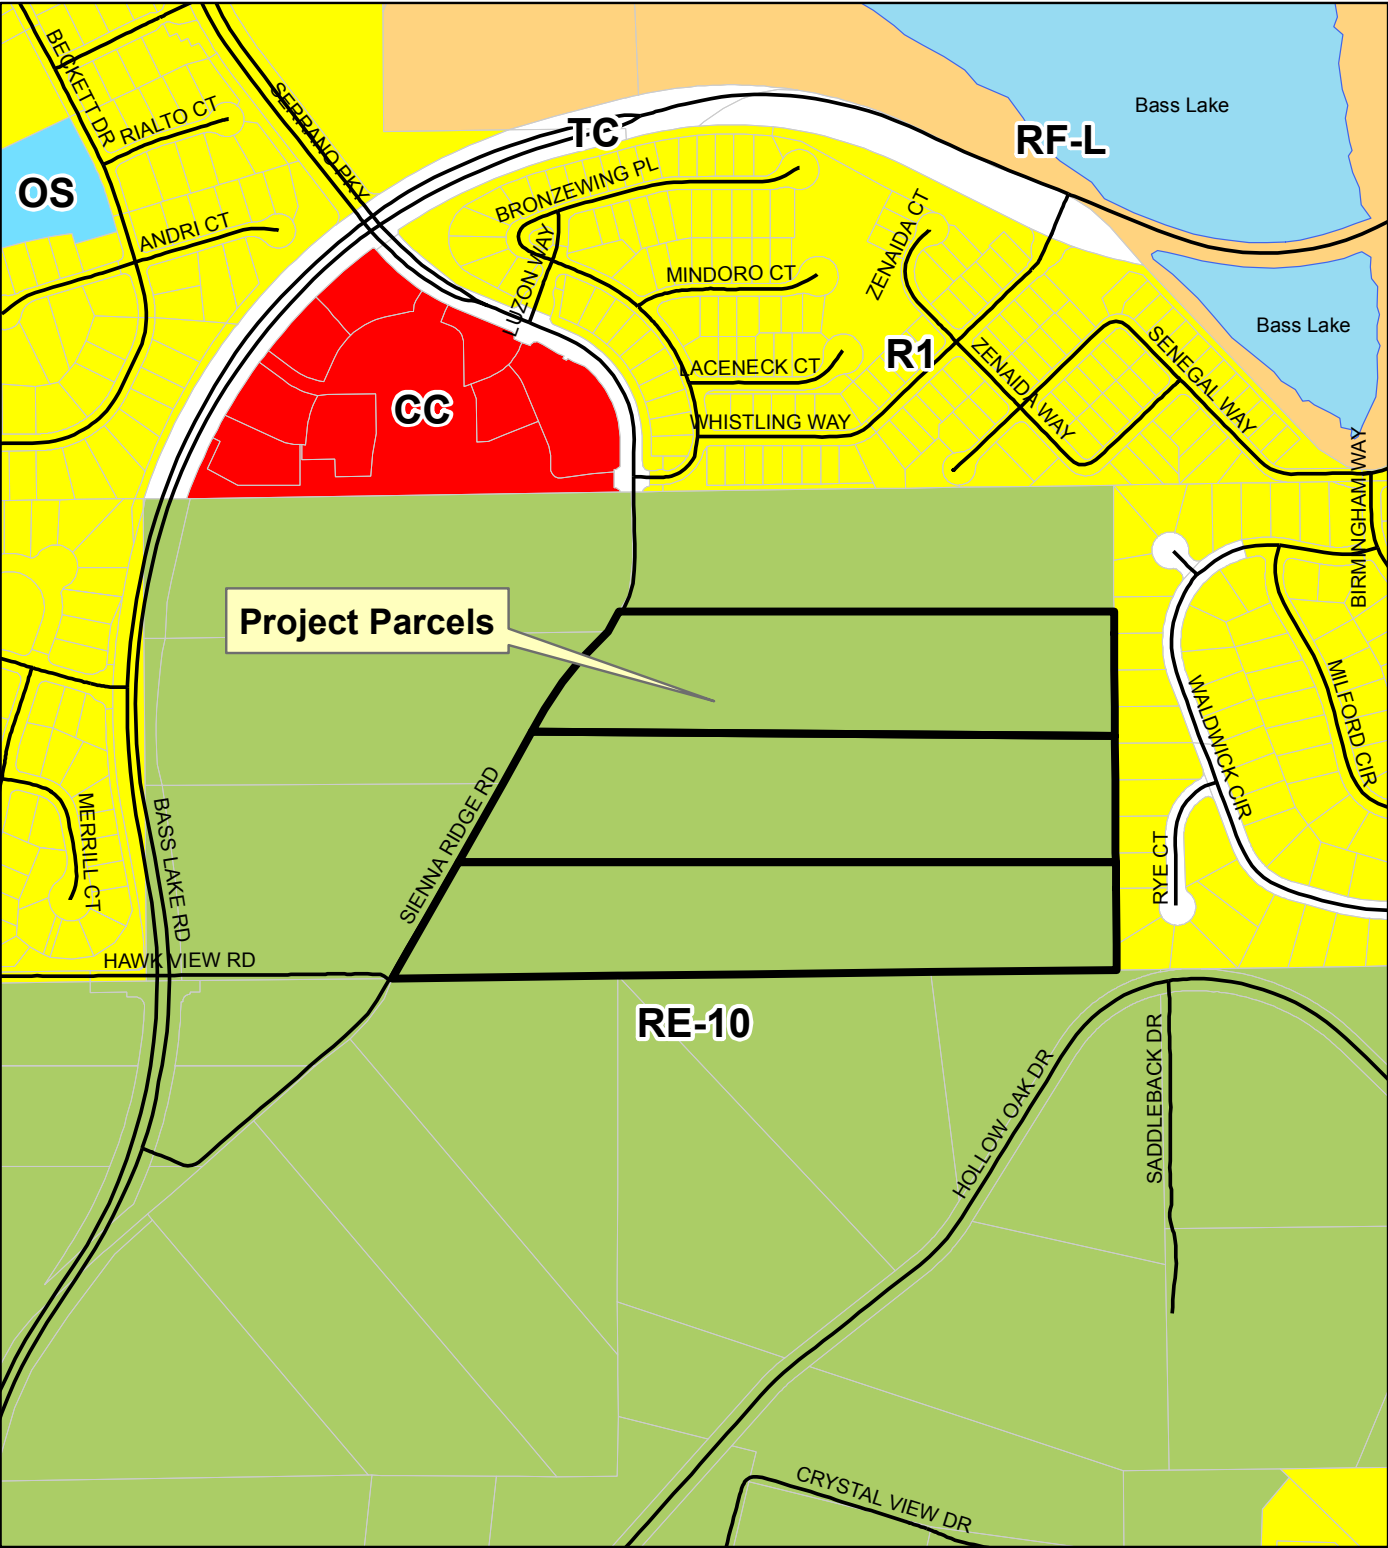 BECKETT DR
RIALTO CT
SERRANO PKY
TC
Bass Lake
RF-L
OS
ANDRI CT
BRONZEWING PL
LUZON WAY
MINDORO CT
ZENAIDA CT
Bass Lake
LACENECK CT
R1
ZENAIDA WAY
SENEGAL WAY
CC
WHISTLING WAY
BIRMINGHAM WAY
Project Parcels
WALDWICK CIR
MILFORD CIR
MERRILL CT
BASS LAKE RD
SIENNA RIDGE RD
RYE CT
HAWK VIEW RD
RE-10
HOLLOW OAK DR
SADDLEBACK DR
CRYSTAL VIEW DR